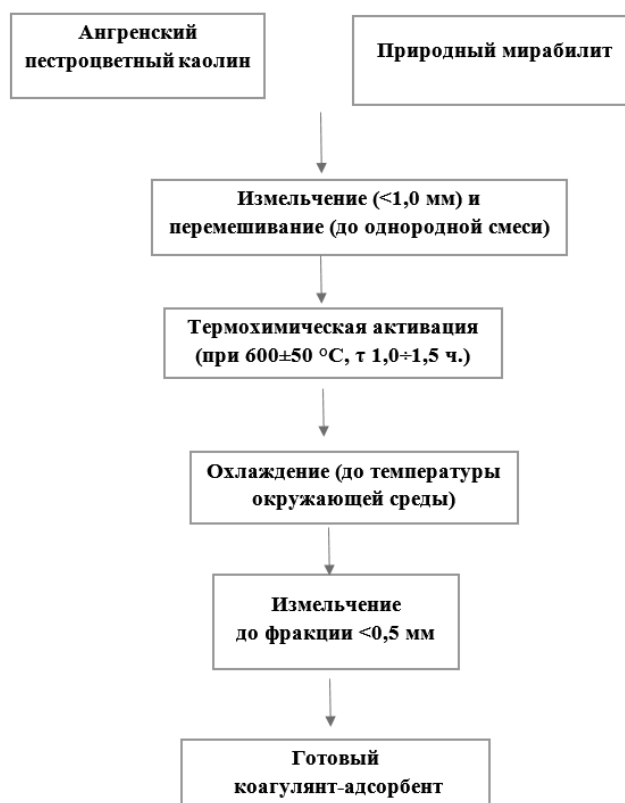 Ангренский
пестроцветный каолин
Природный мирабилит
Измельчение (<1,0 мм) и
перемешивание (до однородной смеси)
Термохимическая активация
(при 600±50 °C, τ 1,0÷1,5 ч.)
Охлаждение (до температуры
окружающей среды)
Измельчение
до фракции <0,5 мм
Готовый
коагулянт-адсорбент